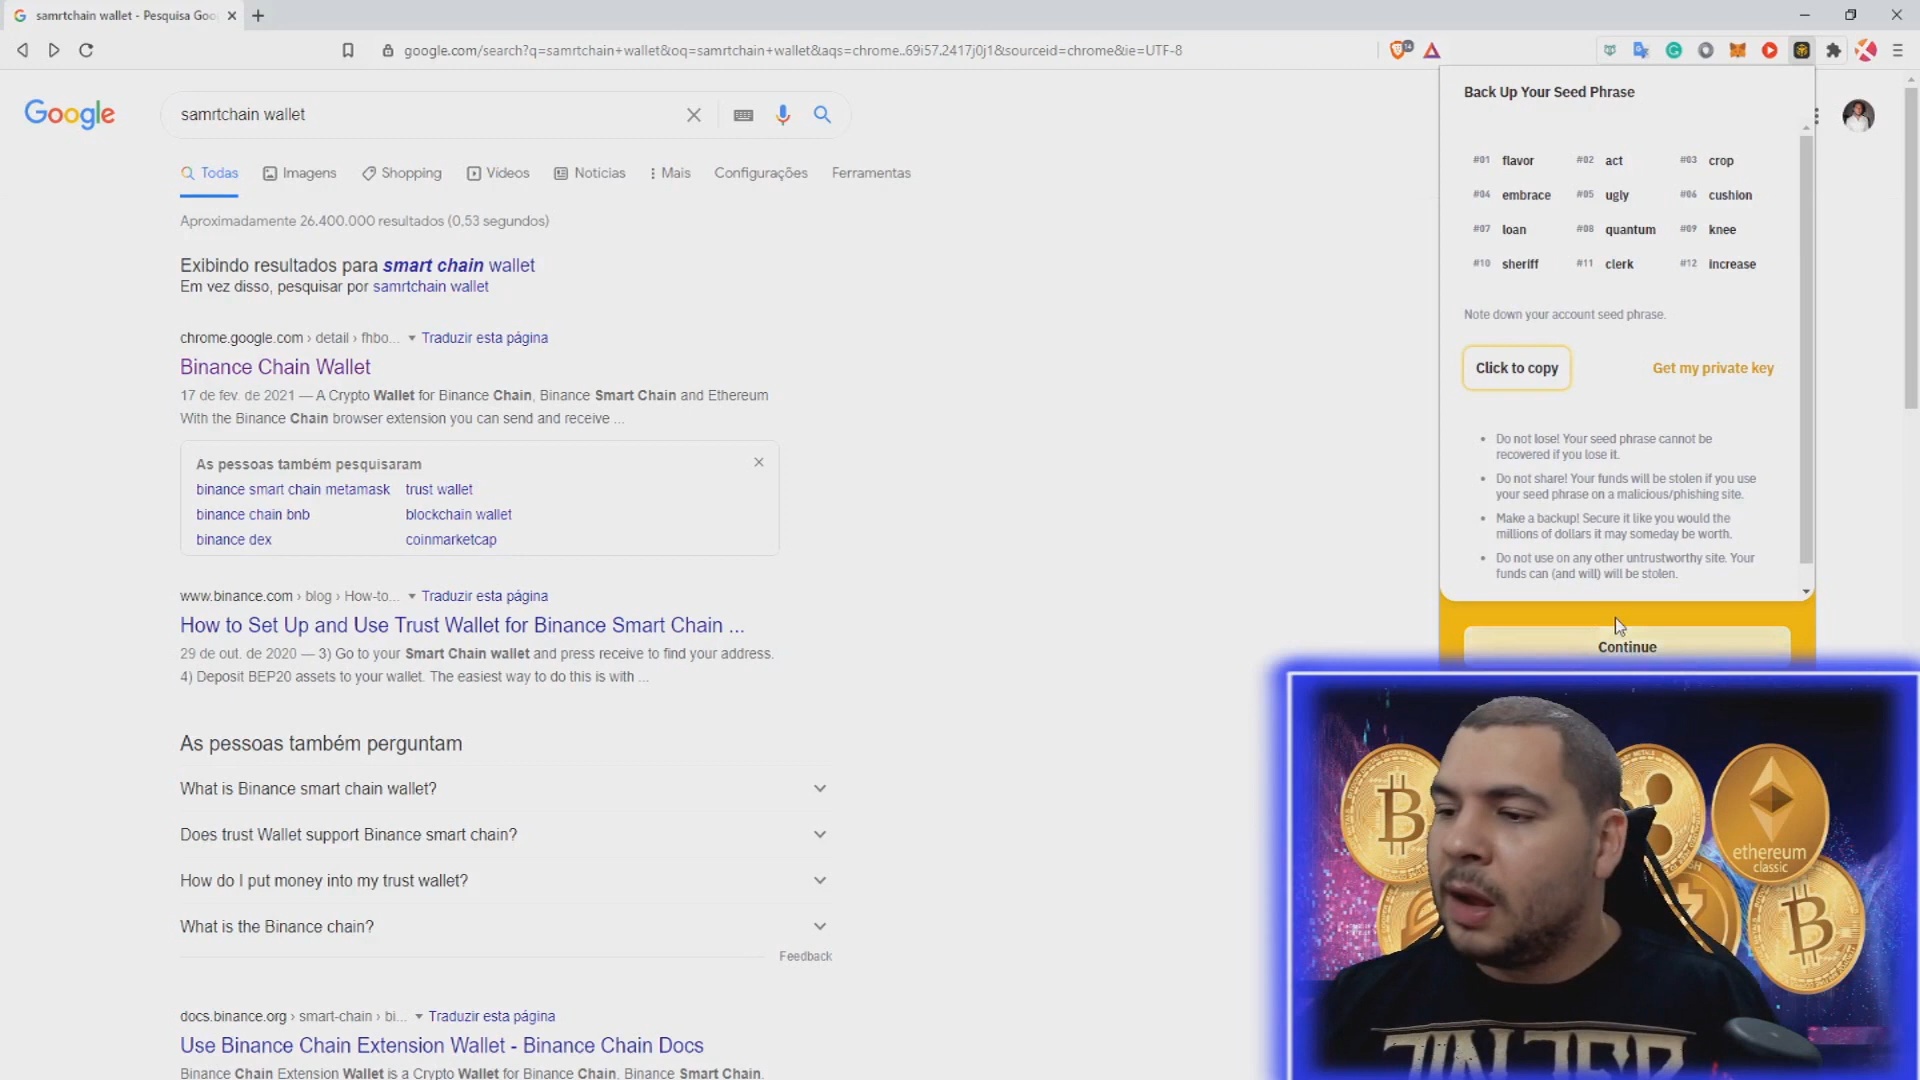 samrtchain wallet - Pesquisa Goo
google.com/search?q=samrtchain+wallet&oq=samrtchain+wallet&aqs=chrome..69i57.2417j0j1&sourceid=chrome&ie=UTF-8
14
Google
samrtchain wallet
Todas
Imagens
Shopping
Vídeos
Notícias
Mais
Configurações
Ferramentas
Aproximadamente 26.400.000 resultados (0,53 segundos)
Exibindo resultados para smart chain wallet
Em vez disso, pesquisar por samrtchain wallet
chrome.google.com › detail › fhbo... Traduzir esta página
Binance Chain Wallet
17 de fev. de 2021 — A Crypto Wallet for Binance Chain, Binance Smart Chain and Ethereum
With the Binance Chain browser extension you can send and receive ...
As pessoas também pesquisaram
binance smart chain metamask trust wallet
binance chain bnb blockchain wallet
binance dex coinmarketcap
www.binance.com › blog › How-to... Traduzir esta página
How to Set Up and Use Trust Wallet for Binance Smart Chain ...
29 de out. de 2020 — 3) Go to your Smart Chain wallet and press receive to find your address.
4) Deposit BEP20 assets to your wallet. The easiest way to do this is with ...
As pessoas também perguntam
What is Binance smart chain wallet?
Does trust Wallet support Binance smart chain?
How do I put money into my trust wallet?
What is the Binance chain?
Feedback
docs.binance.org › smart-chain › bi... Traduzir esta página
Use Binance Chain Extension Wallet - Binance Chain Docs
Binance Chain Extension Wallet is a Crypto Wallet for Binance Chain, Binance Smart Chain.
Back Up Your Seed Phrase
#01 flavor #02 act #03 crop
#04 embrace #05 ugly #06 cushion
#07 loan #08 quantum #09 knee
#10 sheriff #11 clerk #12 increase
Note down your account seed phrase.
Click to copy Get my private key
Do not lose! Your seed phrase cannot be
recovered if you lose it.
Do not share! Your funds will be stolen if you use
your seed phrase on a malicious/phishing site.
Make a backup! Secure it like you would the
millions of dollars it may someday be worth.
Do not use on any other untrustworthy site. Your
funds can (and will) will be stolen.
Continue
ethereum
classic